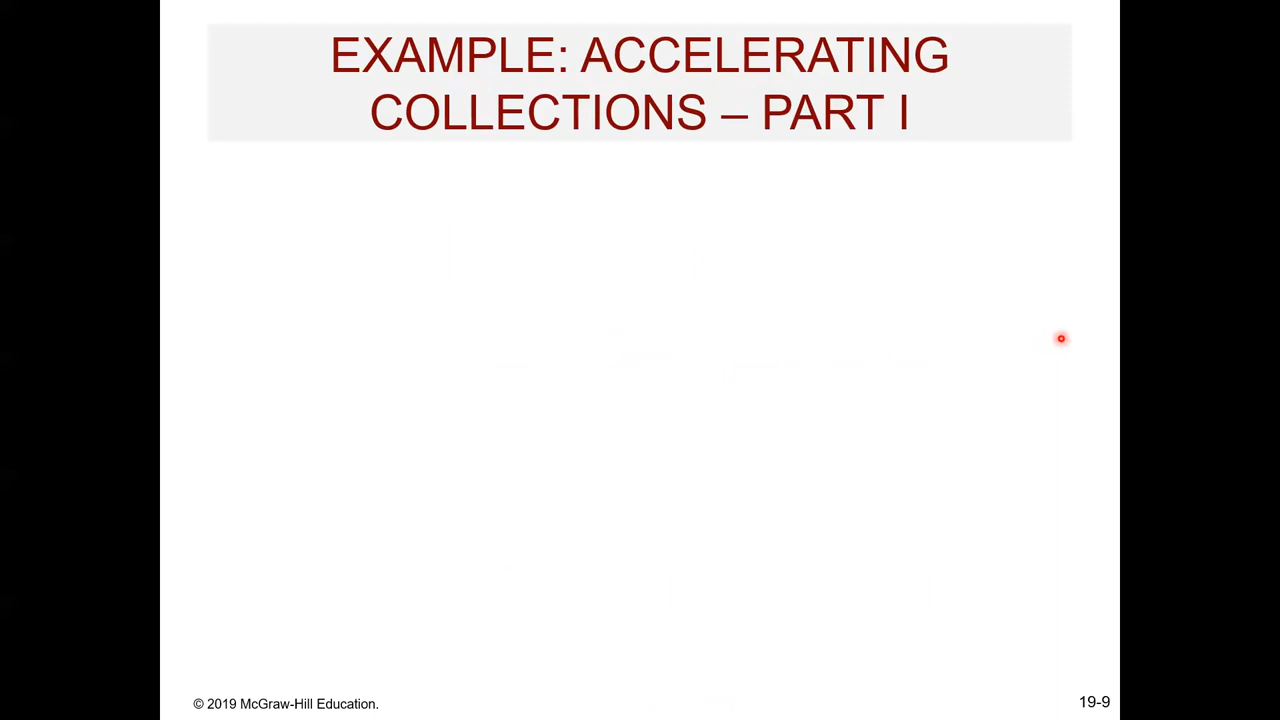 EXAMPLE: ACCELERATING
COLLECTIONS – PART I
© 2019 McGraw-Hill Education.
19-9